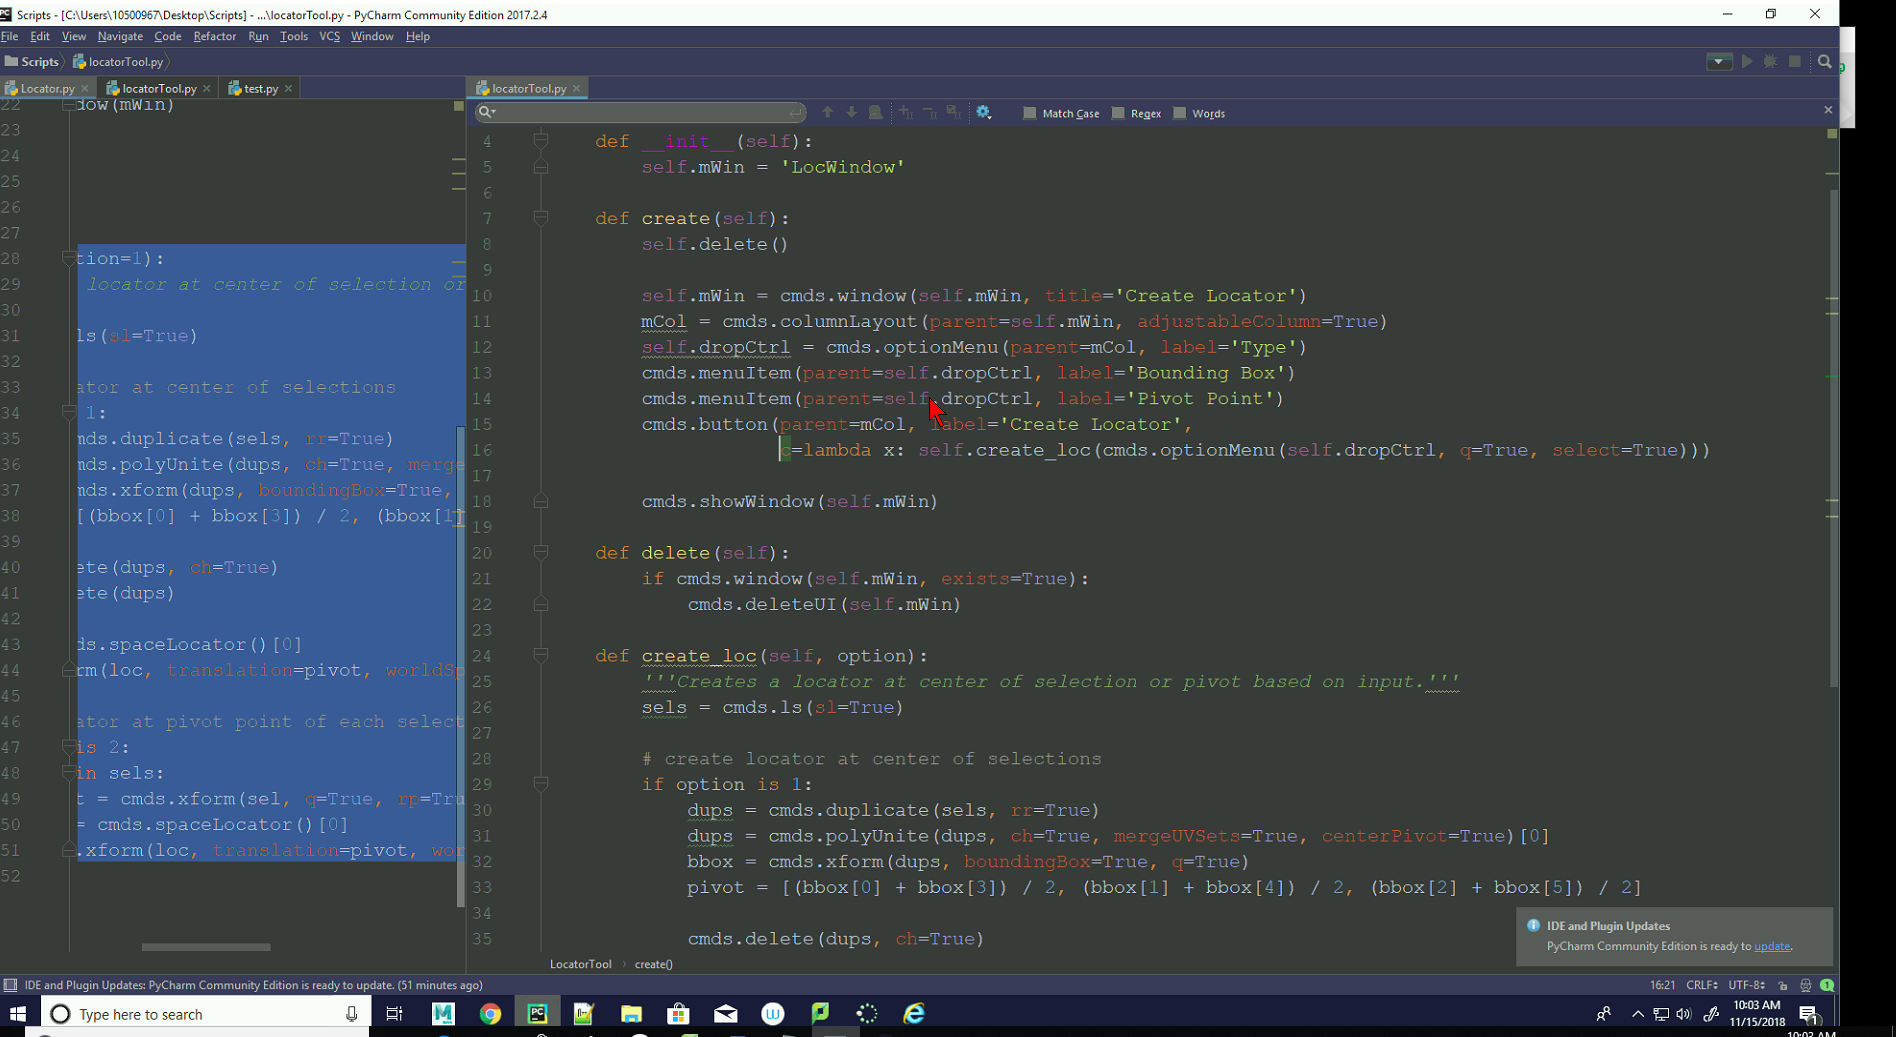 Scripts - [C:\Users\10500967\Desktop\Scripts] - ...\locatorTool.py - PyCharm Community Edition 2017.2.4
File Edit View Navigate Code Refactor Run Tools VCS Window Help
Scripts locatorTool.py
Locator.py locatorTool.py test.py locatorTool.py
Match Case Regex Words
22 dow(mWin)
23
24
25
26
27
28 tion=1):
29 locator at center of selection or
30
31 ls(sl=True)
32
33 ator at center of selections
34 1:
35 mds.duplicate(sels, rr=True)
36 mds.polyUnite(dups, ch=True, merge
37 mds.xform(dups, boundingBox=True,
38 [(bbox[0] + bbox[3]) / 2, (bbox[1]
39
40 ete(dups, ch=True)
41 ete(dups)
42
43 ds.spaceLocator()[0]
44 rm(loc, translation=pivot, worldSp
45
46 ator at pivot point of each select
47 is 2:
48 in sels:
49 t = cmds.xform(sel, q=True, rp=Tru
50 = cmds.spaceLocator()[0]
51 .xform(loc, translation=pivot, wor
52
4 def __init__(self):
5 self.mWin = 'LocWindow'
6
7 def create(self):
8 self.delete()
9
10 self.mWin = cmds.window(self.mWin, title='Create Locator')
11 mCol = cmds.columnLayout(parent=self.mWin, adjustableColumn=True)
12 self.dropCtrl = cmds.optionMenu(parent=mCol, label='Type')
13 cmds.menuItem(parent=self.dropCtrl, label='Bounding Box')
14 cmds.menuItem(parent=self.dropCtrl, label='Pivot Point')
15 cmds.button(parent=mCol, label='Create Locator',
16 c=lambda x: self.create_loc(cmds.optionMenu(self.dropCtrl, q=True, select=True)))
17
18 cmds.showWindow(self.mWin)
19
20 def delete(self):
21 if cmds.window(self.mWin, exists=True):
22 cmds.deleteUI(self.mWin)
23
24 def create_loc(self, option):
25 '''Creates a locator at center of selection or pivot based on input.'''
26 sels = cmds.ls(sl=True)
27
28 # create locator at center of selections
29 if option is 1:
30 dups = cmds.duplicate(sels, rr=True)
31 dups = cmds.polyUnite(dups, ch=True, mergeUVSets=True, centerPivot=True)[0]
32 bbox = cmds.xform(dups, boundingBox=True, q=True)
33 pivot = [(bbox[0] + bbox[3]) / 2, (bbox[1] + bbox[4]) / 2, (bbox[2] + bbox[5]) / 2]
34
35 cmds.delete(dups, ch=True)
IDE and Plugin Updates
PyCharm Community Edition is ready to update.
LocatorTool create()
IDE and Plugin Updates: PyCharm Community Edition is ready to update. (51 minutes ago) 16:21 CRLF UTF-8 1
Type here to search
10:03 AM
11/15/2018
1